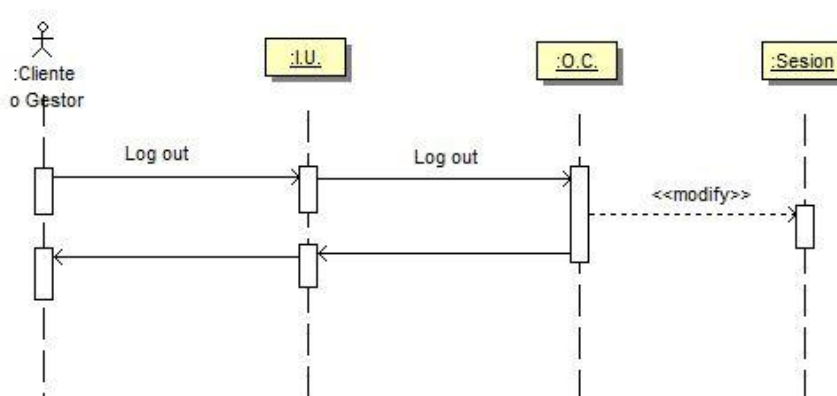 :I.U.
:O.C.
:Sesion
:Cliente
o Gestor
Log out
Log out
<<modify>>